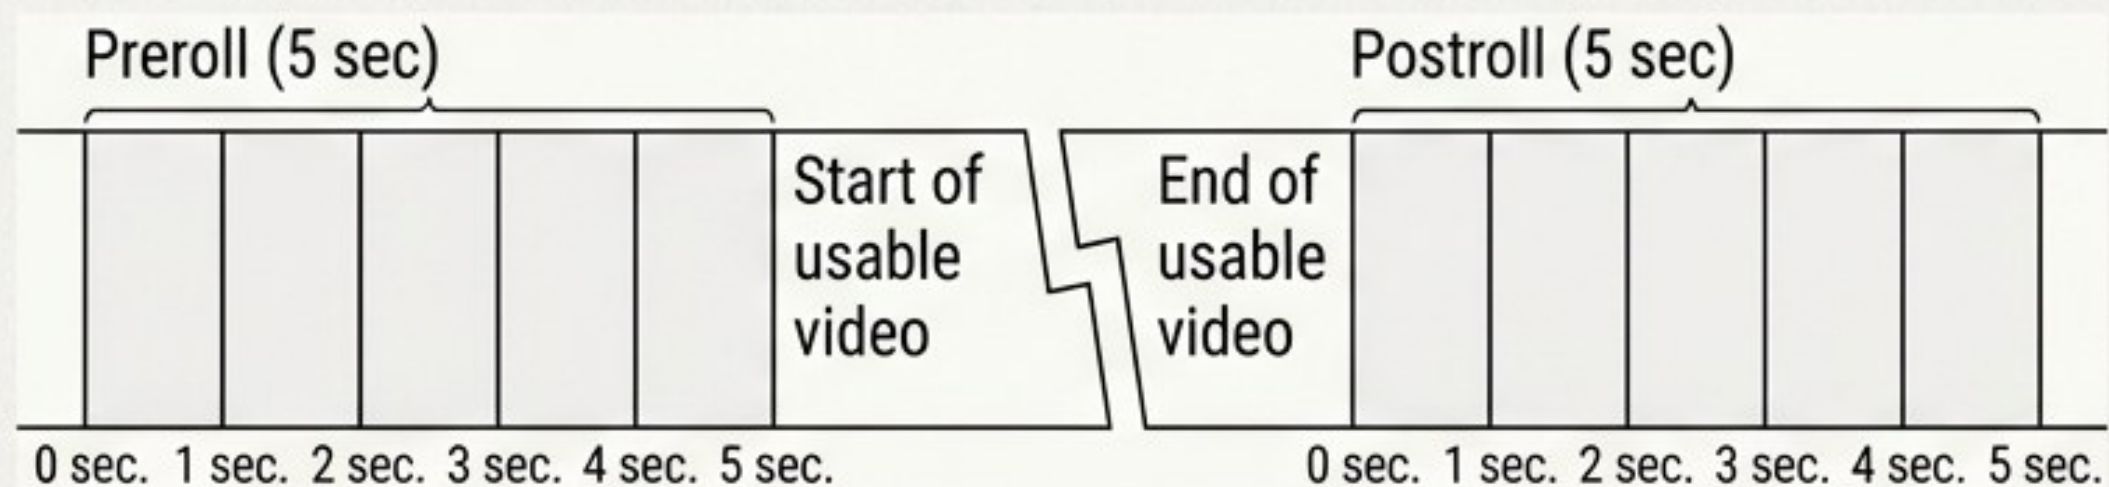 Preroll (5 sec)
Postroll (5 sec)
Start of
usable
video
End of
usable
video
0 sec. 1 sec. 2 sec. 3 sec. 4 sec. 5 sec.
0 sec. 1 sec. 2 sec. 3 sec. 4 sec. 5 sec.